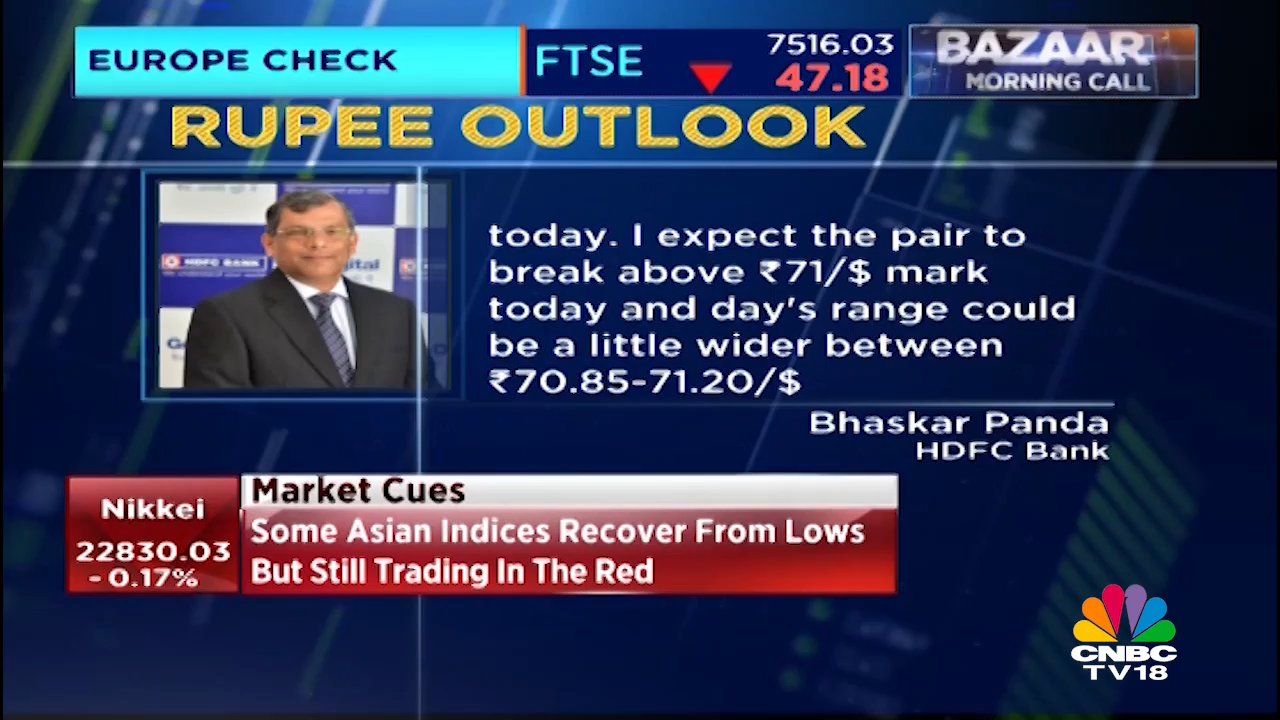 EUROPE CHECK
FTSE
7516.03
47.18
BAZAAR
MORNING CALL
RUPEE OUTLOOK
HDFC BANK
today. I expect the pair to
break above ₹71/$ mark
today and day's range could
be a little wider between
₹70.85-71.20/$
Bhaskar Panda
HDFC Bank
Nikkei
22830.03
- 0.17%
Market Cues
Some Asian Indices Recover From Lows
But Still Trading In The Red
CNBC
TV18